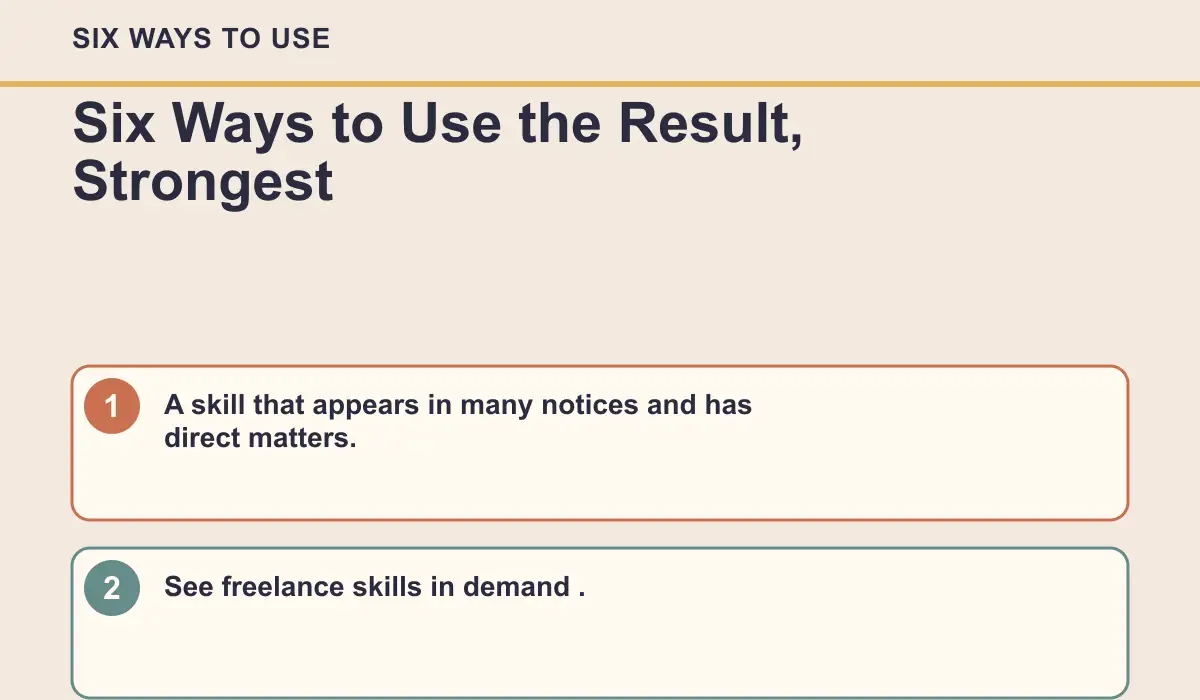 SIX WAYS TO USE
Six Ways to Use the Result,
Strongest
1
A skill that appears in many notices and has
direct matters.
2
See freelance skills in demand .